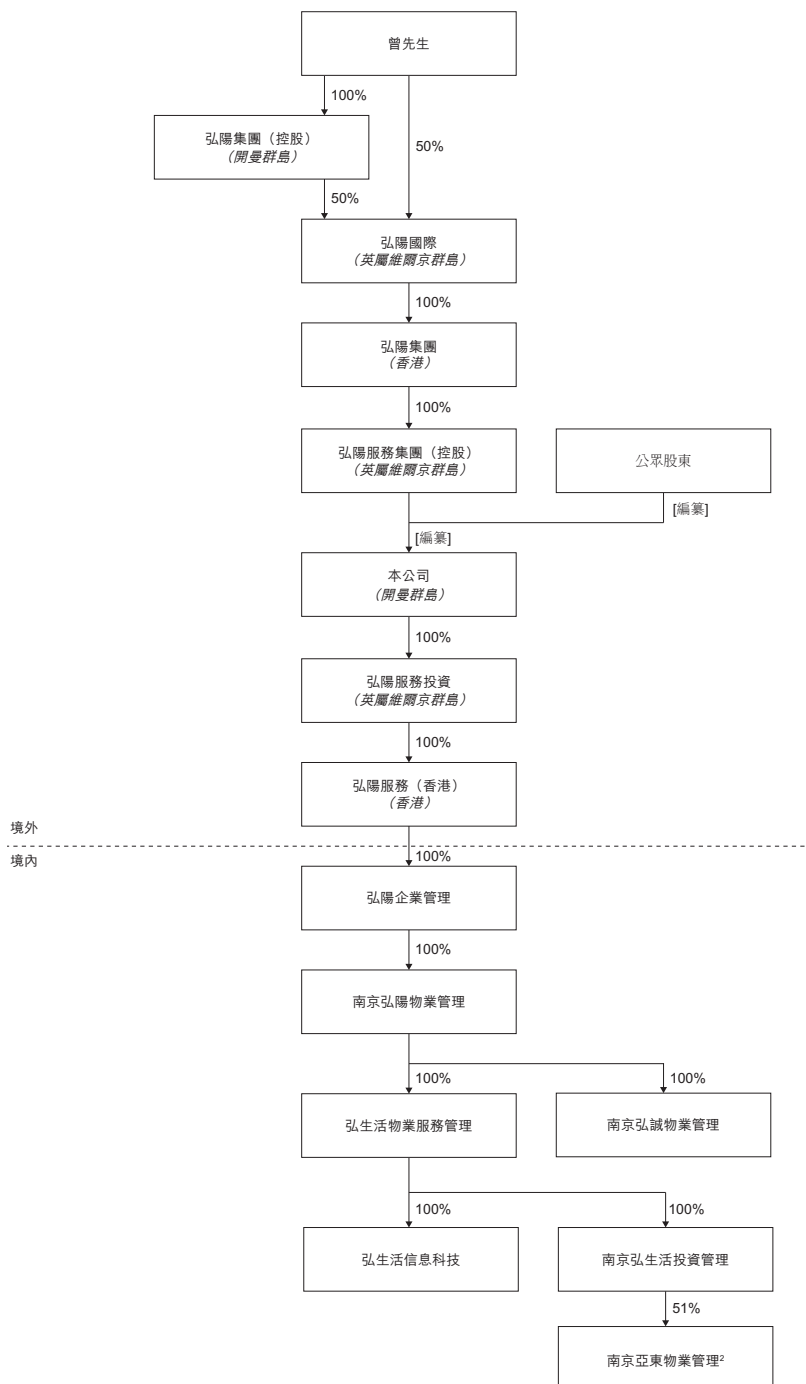 曾先生
100%
弘陽集團（控股）
（開曼群島）
50%
50%
弘陽國際
（英屬維爾京群島）
100%
弘陽集團
（香港）
100%
弘陽服務集團（控股）
（英屬維爾京群島）
公眾股東
[編纂]
[編纂]
本公司
（開曼群島）
100%
弘陽服務投資
（英屬維爾京群島）
100%
弘陽服務（香港）
（香港）
境外
境內
100%
弘陽企業管理
100%
南京弘陽物業管理
100%
100%
弘生活物業服務管理
南京弘誠物業管理
100%
100%
弘生活信息科技
南京弘生活投資管理
51%
南京亞東物業管理²